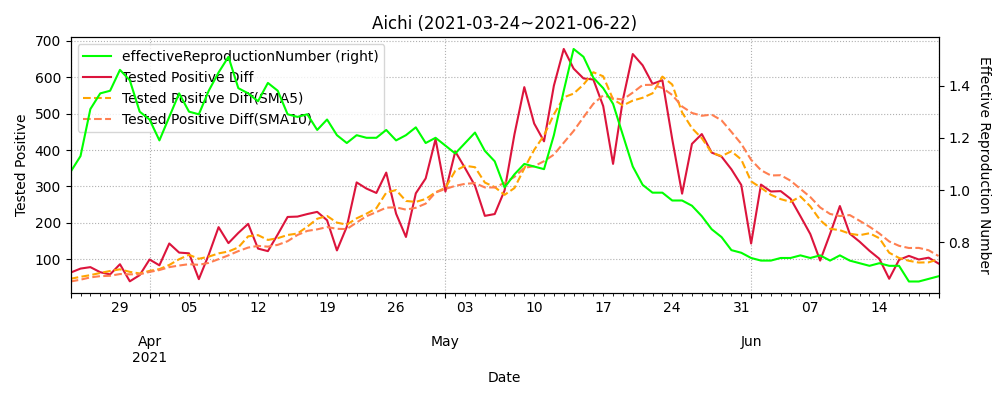 Aichi (2021-03-24~2021-06-22)
effectiveReproductionNumber (right)
Tested Positive Diff
Tested Positive Diff(SMA5)
Tested Positive Diff(SMA10)
Tested Positive
700
600
500
400
300
200
100
1.4
1.2
1.0
0.8
Effective Reproduction Number
29 05 12 19 26 03 10 17 24 31 07 14
Apr May Jun
2021
Date